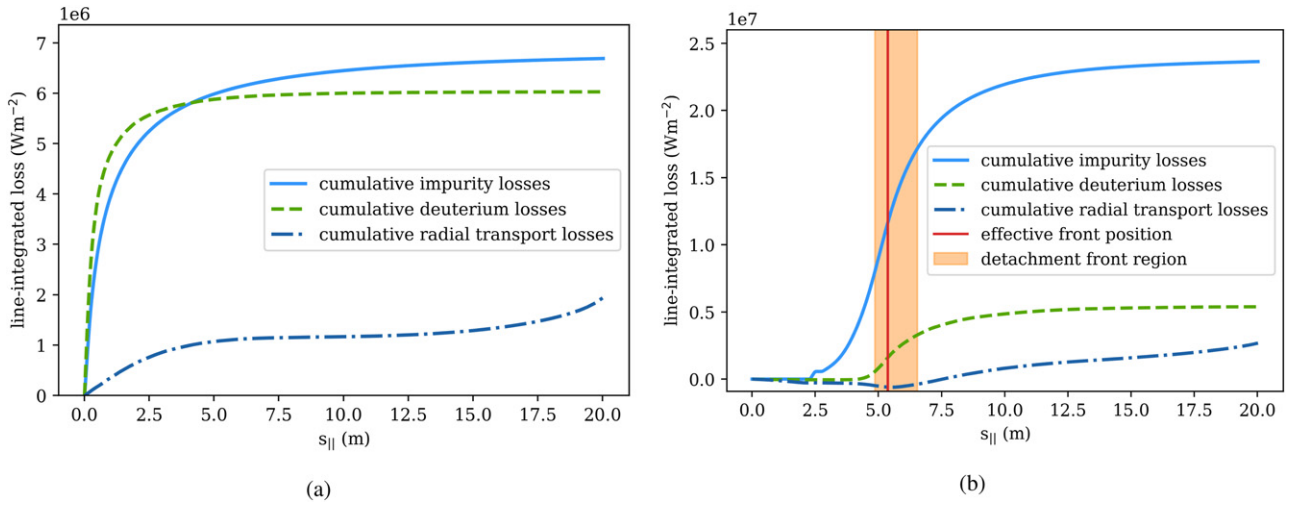 1e6
7
6
5
4
3
2
1
0
line-integrated loss (Wm⁻²)
cumulative impurity losses
cumulative deuterium losses
cumulative radial transport losses
0.0 2.5 5.0 7.5 10.0 12.5 15.0 17.5 20.0
s|| (m)
(a)
1e7
2.5
2.0
1.5
1.0
0.5
0.0
line-integrated loss (Wm⁻²)
cumulative impurity losses
cumulative deuterium losses
cumulative radial transport losses
effective front position
detachment front region
0.0 2.5 5.0 7.5 10.0 12.5 15.0 17.5 20.0
s|| (m)
(b)